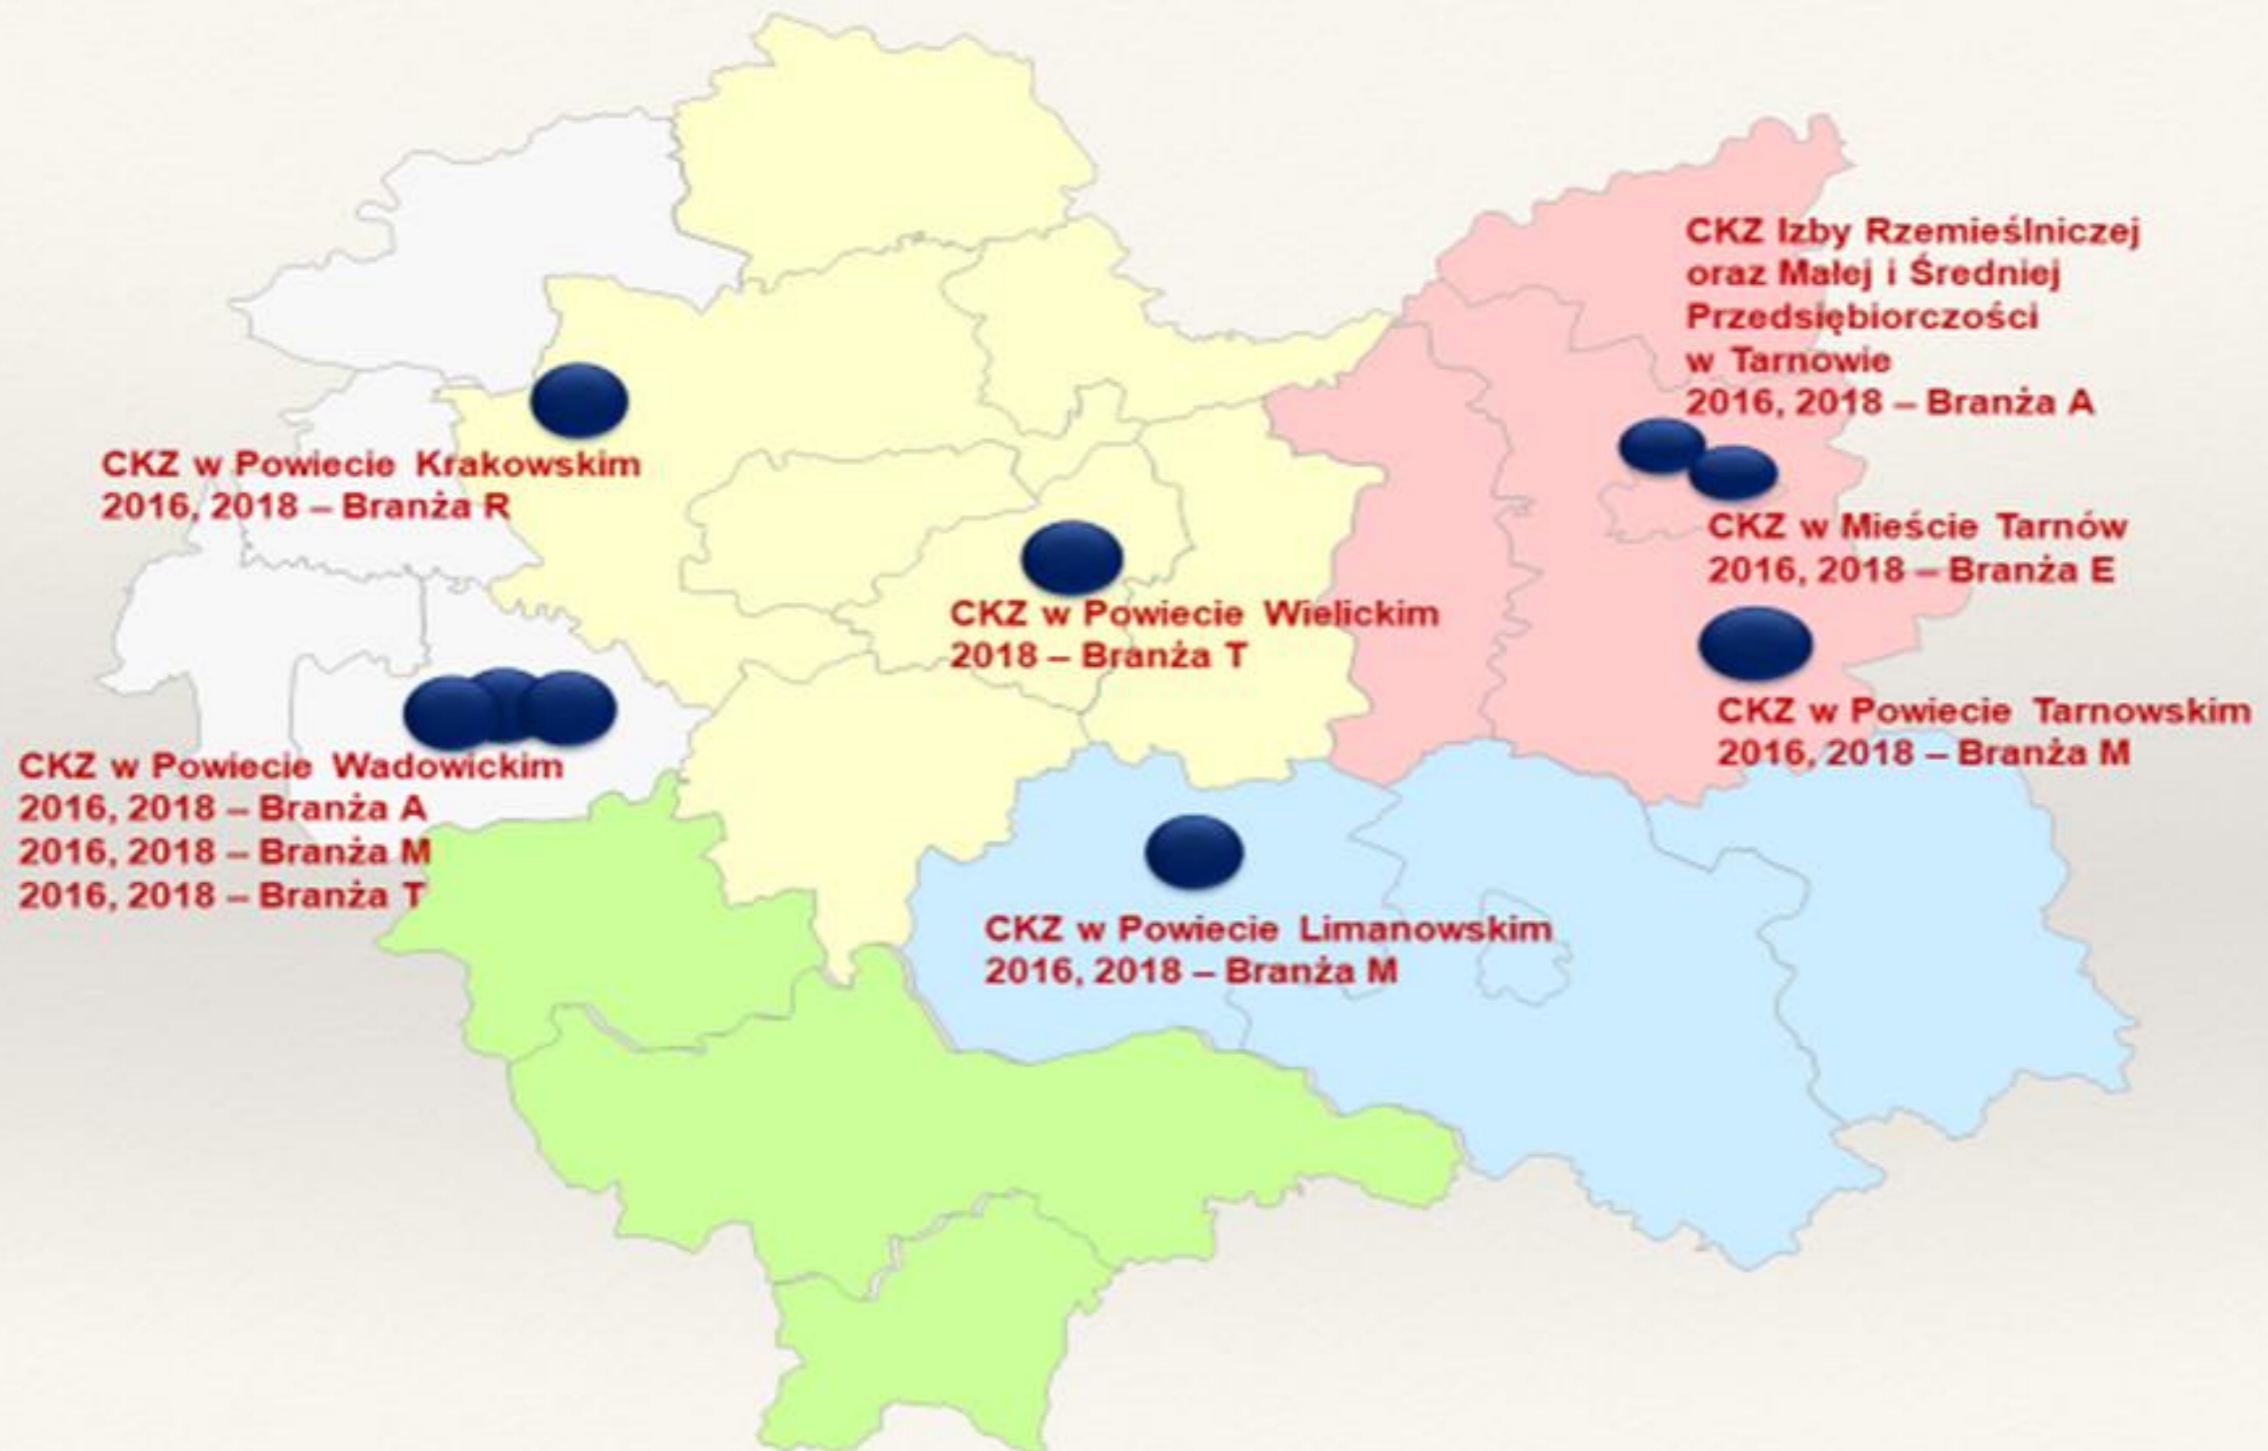 CKZ Izby Rzemieślniczej
oraz Małej i Średniej
Przedsiębiorczości
w Tarnowie
2016, 2018 – Branża A
CKZ w Powiecie Krakowskim
2016, 2018 – Branża R
CKZ w Mieście Tarnów
2016, 2018 – Branża E
CKZ w Powiecie Wielickim
2018 – Branża T
CKZ w Powiecie Tarnowskim
2016, 2018 – Branża M
CKZ w Powiecie Wadowickim
2016, 2018 – Branża A
2016, 2018 – Branża M
2016, 2018 – Branża T
CKZ w Powiecie Limanowskim
2016, 2018 – Branża M